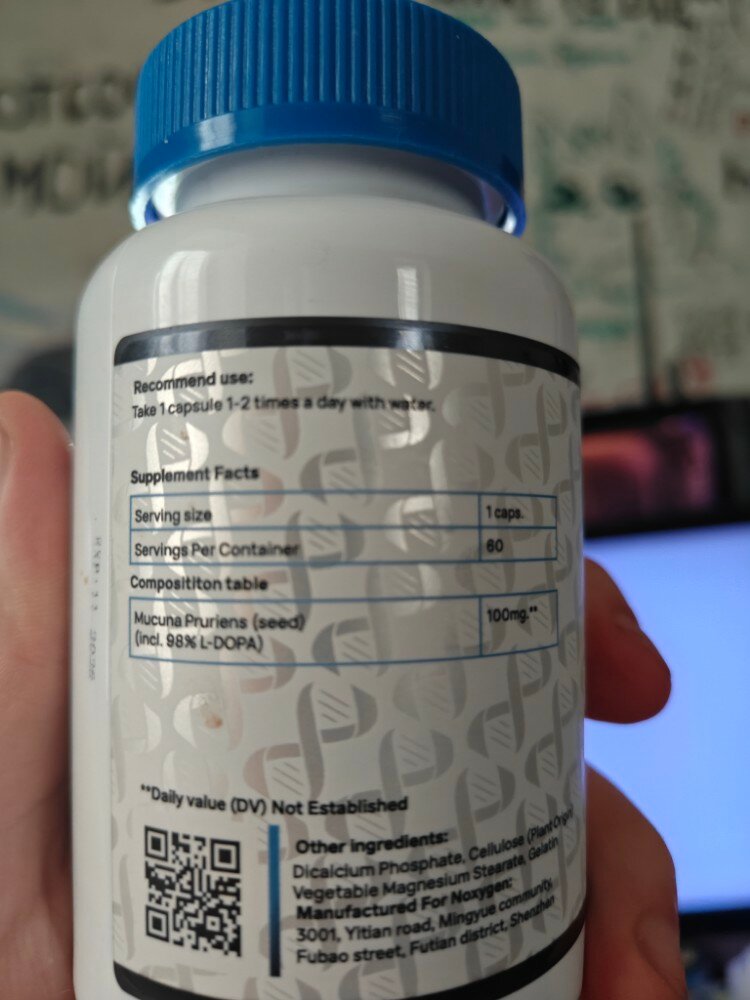 Recommend use:
Take 1 capsule 1-2 times a day with water.
Supplement Facts
Serving size 1 caps.
Servings Per Container 60
Composititon table
Mucuna Pruriens (seed) 100mg.**
(incl. 98% L-DOPA)
**Daily value (DV) Not Established
Other ingredients:
Dicalcium Phosphate, Cellulose (Plant Origin)
Vegetable Magnesium Stearate, Gelatin
Manufactured For Noxygen:
3001, Yitian road, Mingyue community,
Fubao street, Futian district, Shenzhen